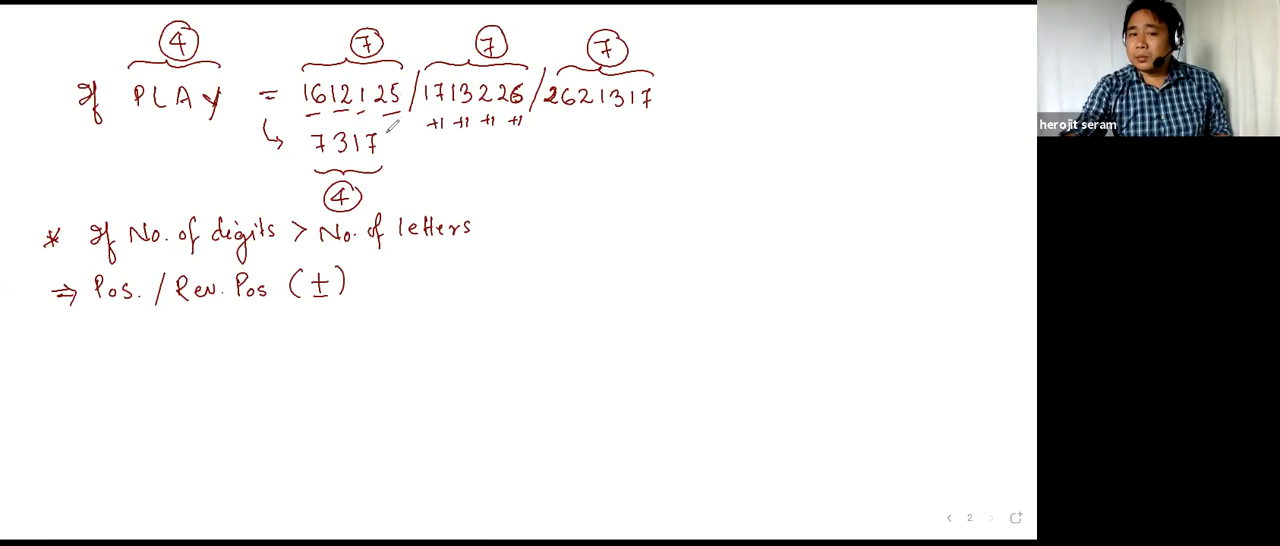 4 7 7 7
If PLAY = 1612125/1713226/2621317
+1 +1 +1 +1
↳ 7317
4
* If No. of digits > No. of letters
⇒ Pos. / Rev. Pos (±)
herojit seram
< 2 >